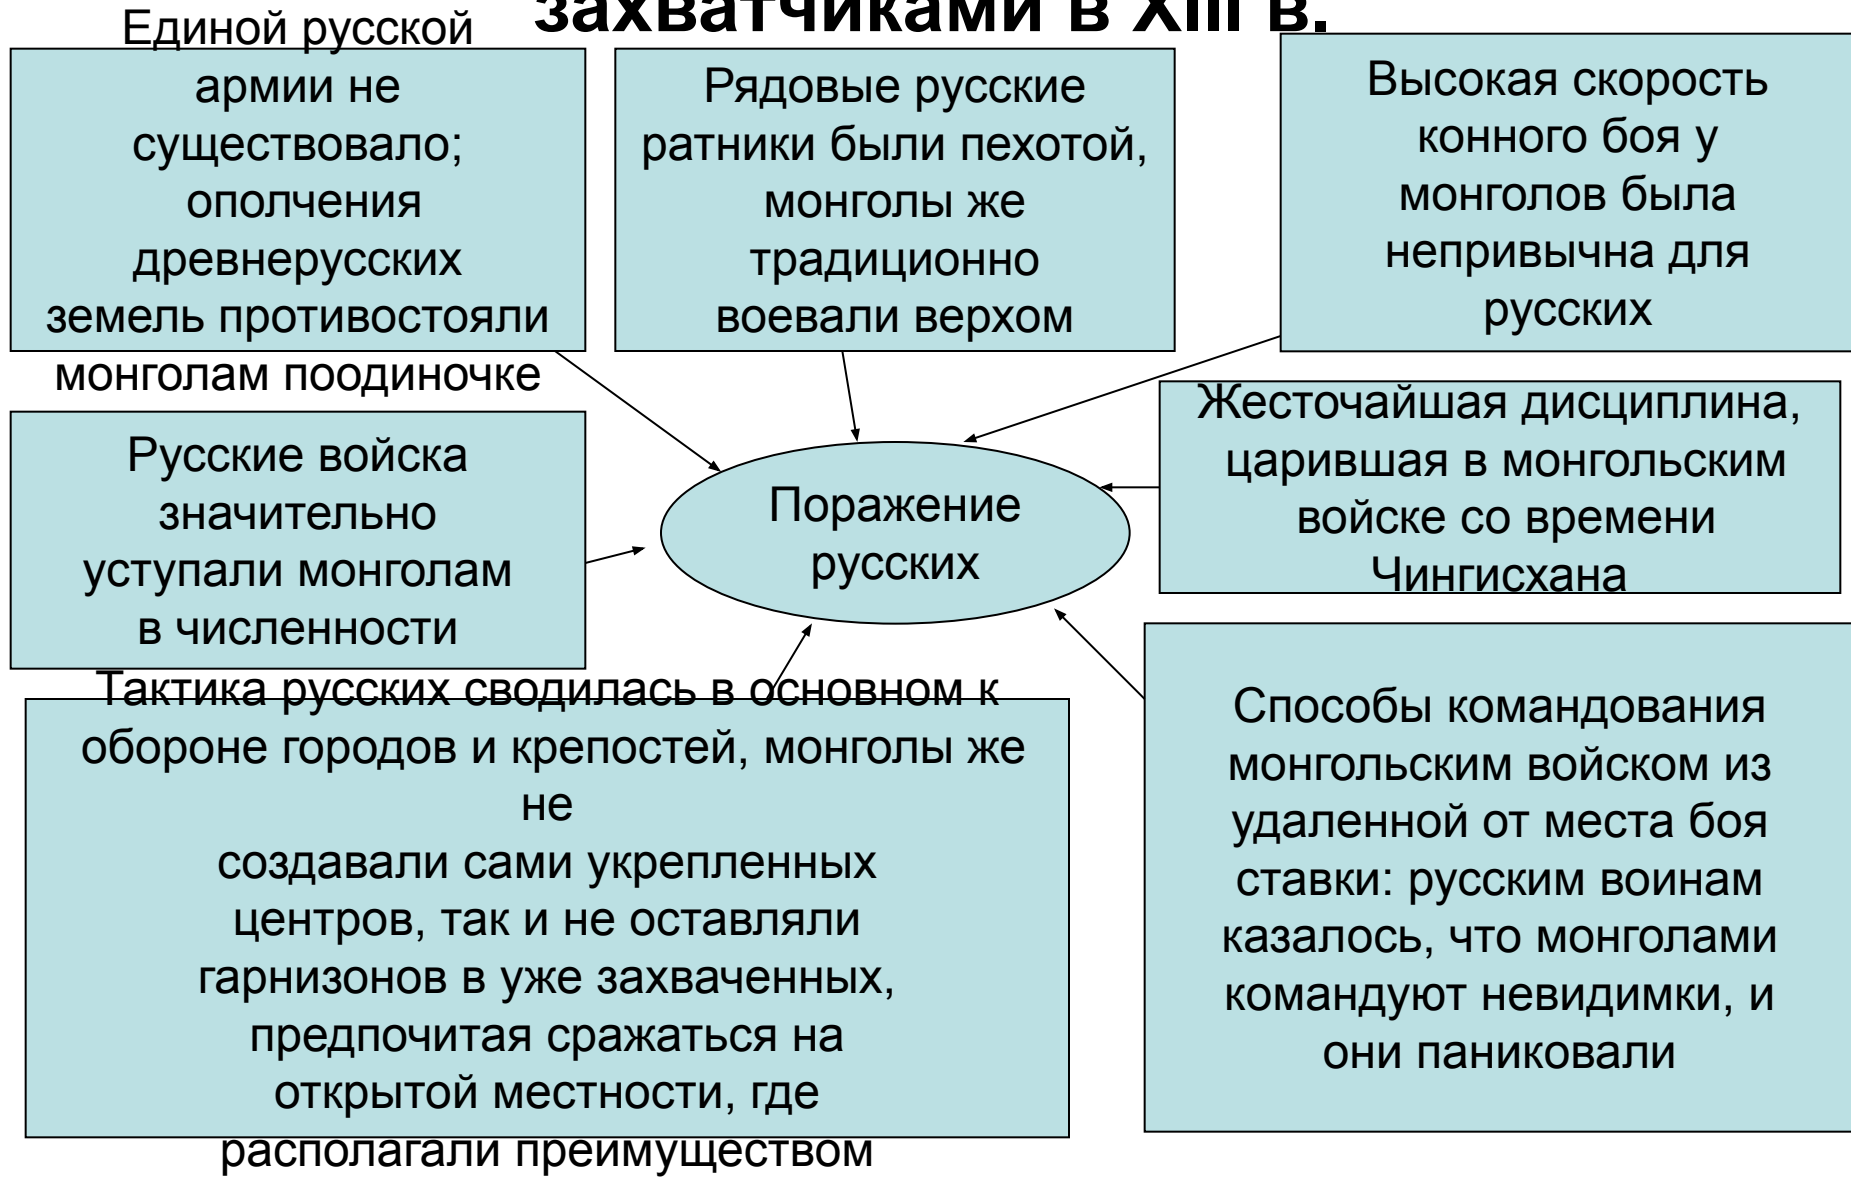 захватчиками в XIII в.
Единой русской
армии не
существовало;
ополчения
древнерусских
земель противостояли
монголам поодиночке
Рядовые русские
ратники были пехотой,
монголы же
традиционно
воевали верхом
Высокая скорость
конного боя у
монголов была
непривычна для
русских
Русские войска
значительно
уступали монголам
в численности
Поражение
русских
Жесточайшая дисциплина,
царившая в монгольским
войске со времени
Чингисхана
Тактика русских сводилась в основном к
обороне городов и крепостей, монголы же
не
создавали сами укрепленных
центров, так и не оставляли
гарнизонов в уже захваченных,
предпочитая сражаться на
открытой местности, где
располагали преимуществом
Способы командования
монгольским войском из
удаленной от места боя
ставки: русским воинам
казалось, что монголами
командуют невидимки, и
они паниковали